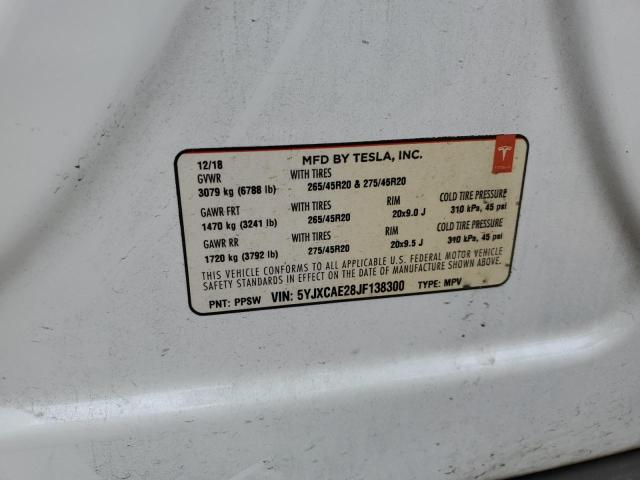 12/18 MFD BY TESLA, INC.
GVWR WITH TIRES
3079 kg (6788 lb) 265/45R20 & 275/45R20
GAWR FRT WITH TIRES RIM COLD TIRE PRESSURE
1470 kg (3241 lb) 265/45R20 20x9.0 J 310 kPa, 45 psi
GAWR RR WITH TIRES RIM COLD TIRE PRESSURE
1720 kg (3792 lb) 275/45R20 20x9.5 J 310 kPa, 45 psi
THIS VEHICLE CONFORMS TO ALL APPLICABLE U.S. FEDERAL MOTOR VEHICLE
SAFETY STANDARDS IN EFFECT ON THE DATE OF MANUFACTURE SHOWN ABOVE.
PNT: PPSW VIN: 5YJXCAE28JF138300 TYPE: MPV